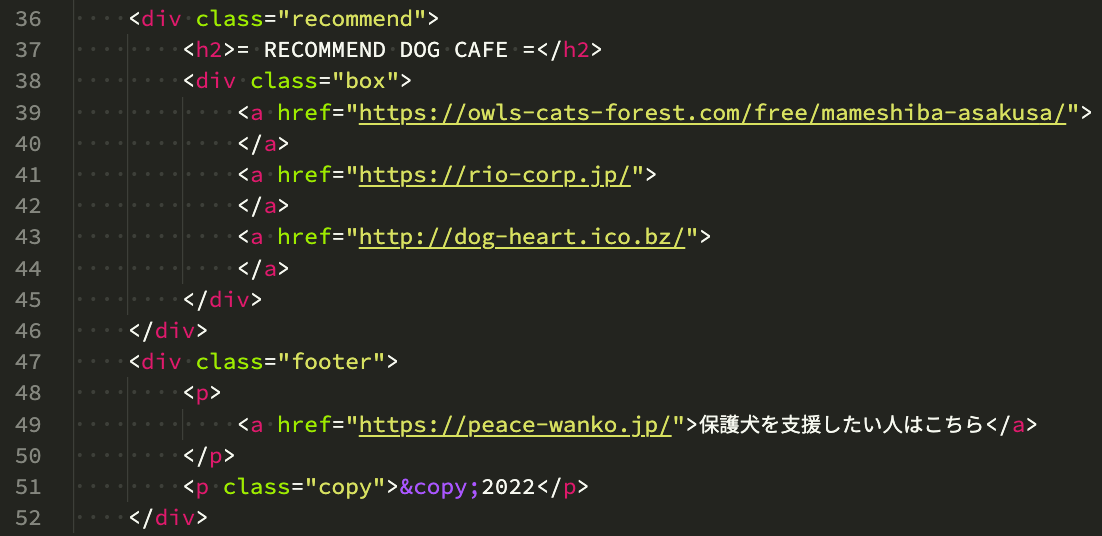 36     <div class="recommend">
37         <h2>= RECOMMEND DOG CAFE =</h2>
38         <div class="box">
39             <a href="https://owls-cats-forest.com/free/mameshiba-asakusa/">
40             </a>
41             <a href="https://rio-corp.jp/">
42             </a>
43             <a href="http://dog-heart.ico.bz/">
44             </a>
45         </div>
46     </div>
47     <div class="footer">
48         <p>
49             <a href="https://peace-wanko.jp/">保護犬を支援したい人はこちら</a>
50         </p>
51         <p class="copy">&copy;2022</p>
52     </div>